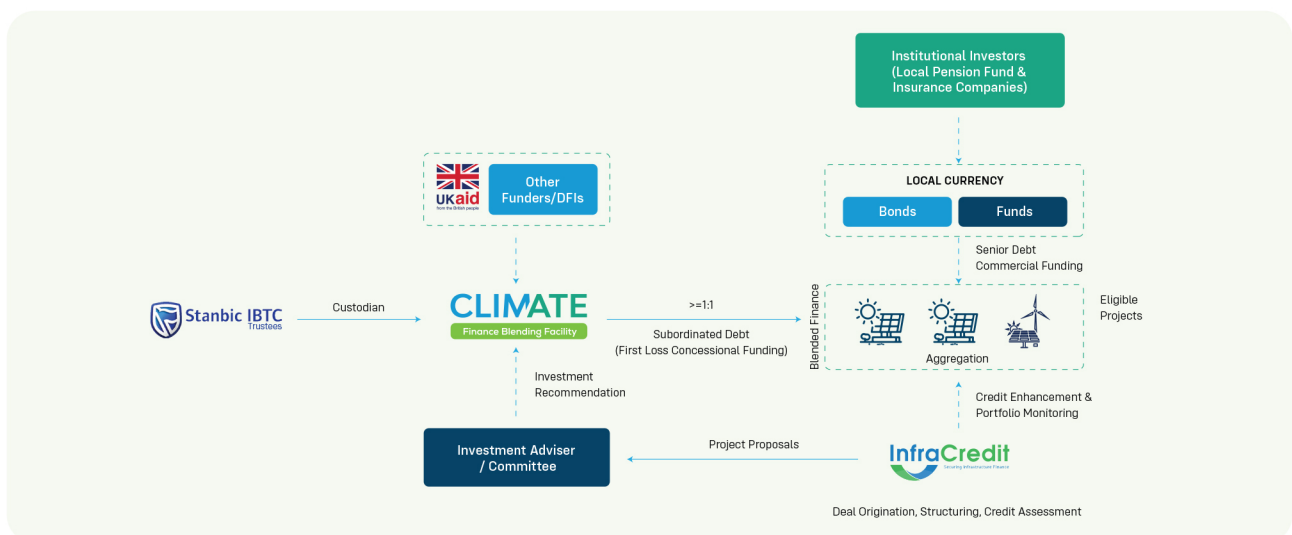 Institutional Investors
(Local Pension Fund &
Insurance Companies)
UKaid
from the British people
Other
Funders/DFIs
LOCAL CURRENCY
Bonds
Funds
Senior Debt
Commercial Funding
Stanbic IBTC
Trustees
Custodian
CLIMATE
Finance Blending Facility
>=1:1
Subordinated Debt
(First Loss Concessional Funding)
Blended Finance
Aggregation
Eligible
Projects
Investment
Recommendation
Credit Enhancement &
Portfolio Monitoring
Investment Adviser
/ Committee
Project Proposals
InfraCredit
Securing Infrastructure Finance
Deal Origination, Structuring, Credit Assessment